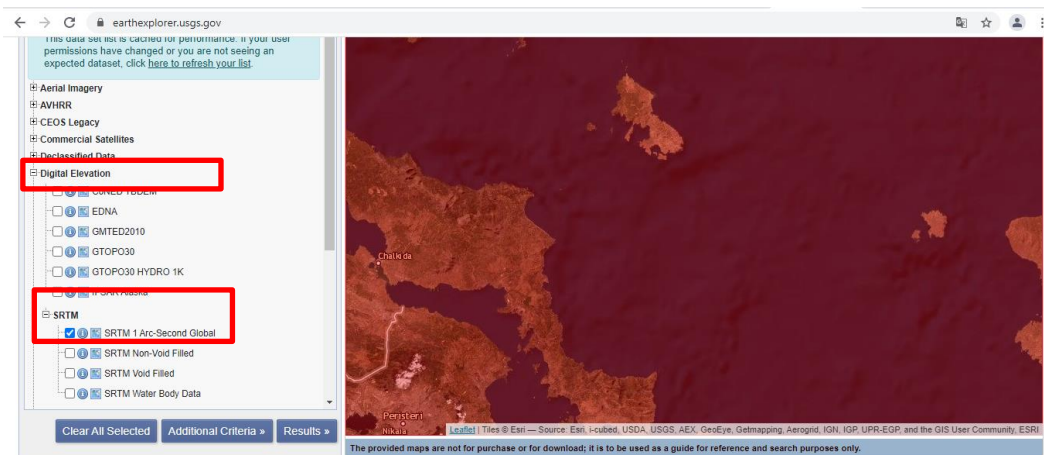 earthexplorer.usgs.gov
This data set list is cached for performance. If your user
permissions have changed or you are not seeing an
expected dataset, click here to refresh your list.
Aerial Imagery
AVHRR
CEOS Legacy
Commercial Satellites
Declassified Data
Digital Elevation
CoNED TBDEM
EDNA
GMTED2010
GTOPO30
GTOPO30 HYDRO 1K
IFSAR Alaska
SRTM
SRTM 1 Arc-Second Global
SRTM Non-Void Filled
SRTM Void Filled
SRTM Water Body Data
Clear All Selected Additional Criteria » Results »
Chalkida
Peristeri
Nikaia
Leaflet | Tiles © Esri — Source: Esri, i-cubed, USDA, USGS, AEX, GeoEye, Getmapping, Aerogrid, IGN, IGP, UPR-EGP, and the GIS User Community, ESRI
The provided maps are not for purchase or for download; it is to be used as a guide for reference and search purposes only.